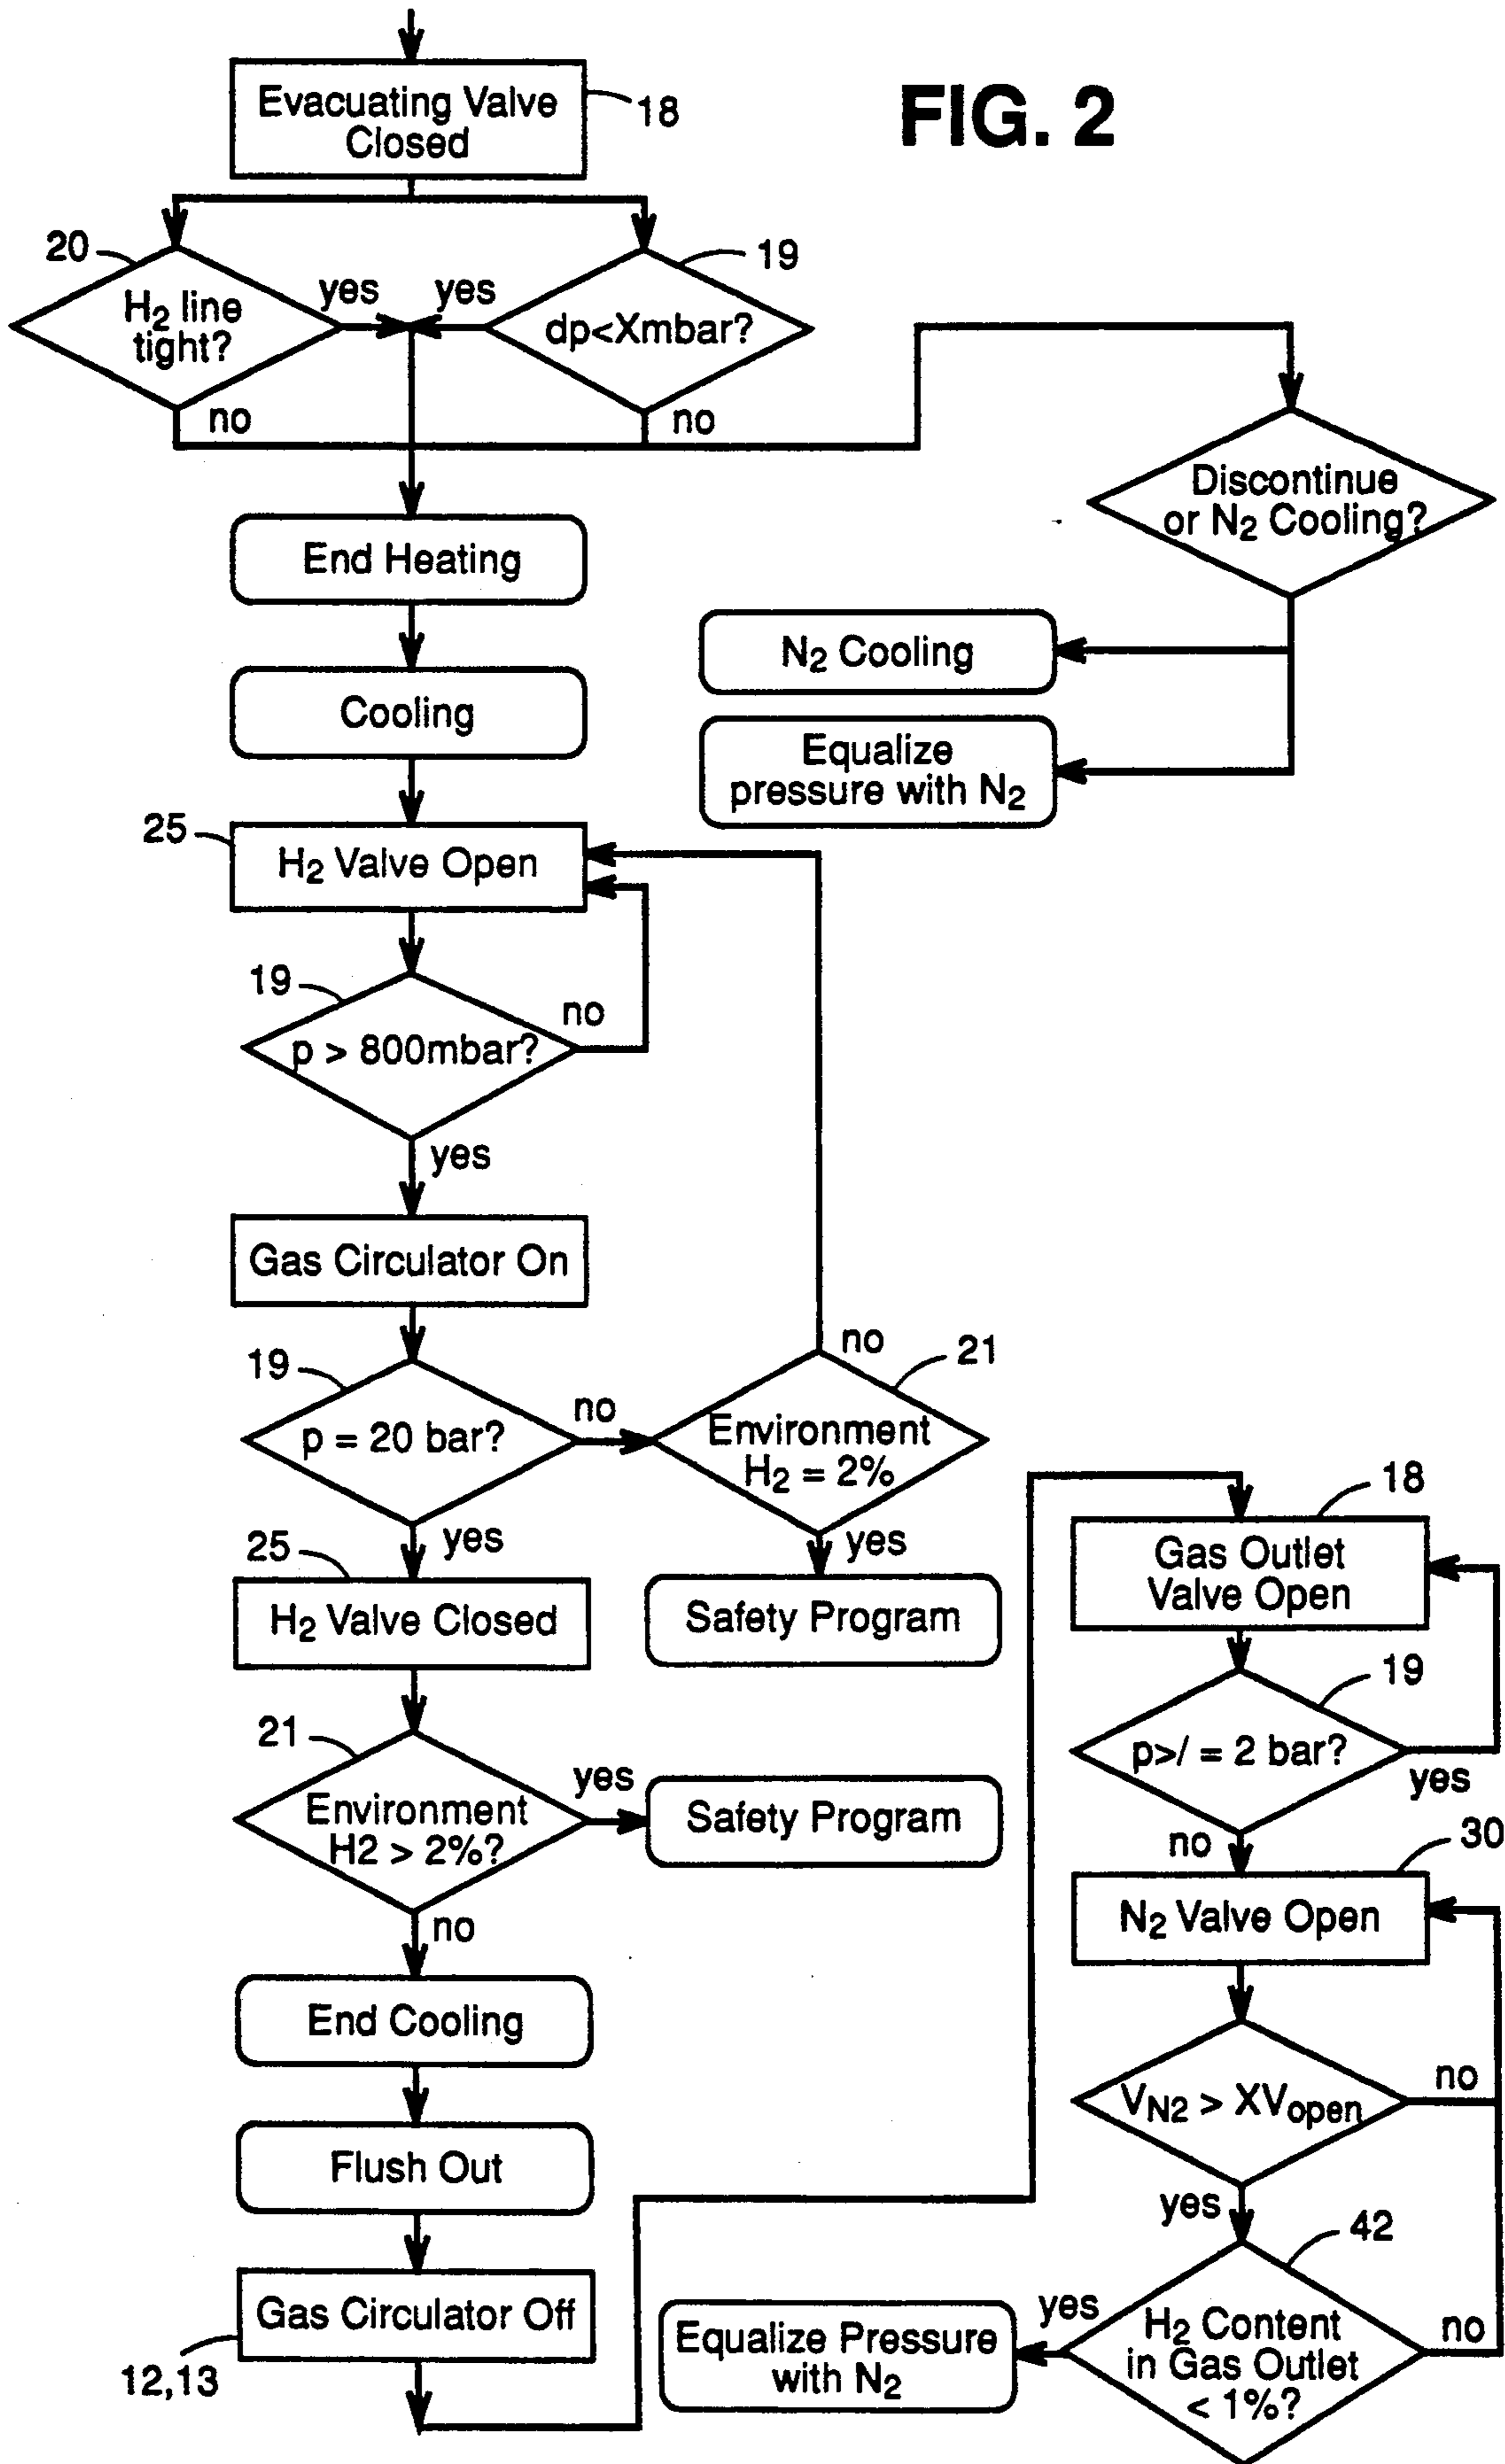 FIG. 2
Evacuating Valve
Closed
18
20
H2 line
tight?
yes
no
19
dp<Xmbar?
yes
no
Discontinue
or N2 Cooling?
N2 Cooling
Equalize
pressure with N2
End Heating
Cooling
25
H2 Valve Open
19
p > 800mbar?
no
yes
Gas Circulator On
19
p = 20 bar?
no
yes
21
Environment
H2 = 2%
no
yes
Safety Program
25
H2 Valve Closed
21
Environment
H2 > 2%?
yes
Safety Program
no
End Cooling
Flush Out
Gas Circulator Off
12,13
18
Gas Outlet
Valve Open
19
p>/ = 2 bar?
yes
no
30
N2 Valve Open
VN2 > XVopen
no
yes
42
H2 Content
in Gas Outlet
< 1%?
no
yes
Equalize Pressure
with N2